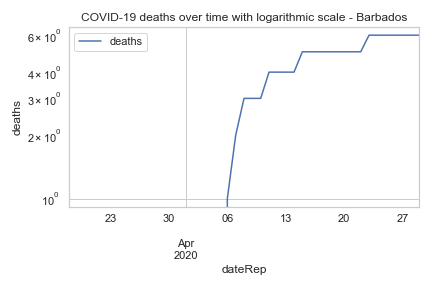 COVID-19 deaths over time with logarithmic scale - Barbados
deaths
6 × 10⁰
4 × 10⁰
3 × 10⁰
2 × 10⁰
10⁰
deaths
23 30 06 13 20 27
Apr
2020
dateRep